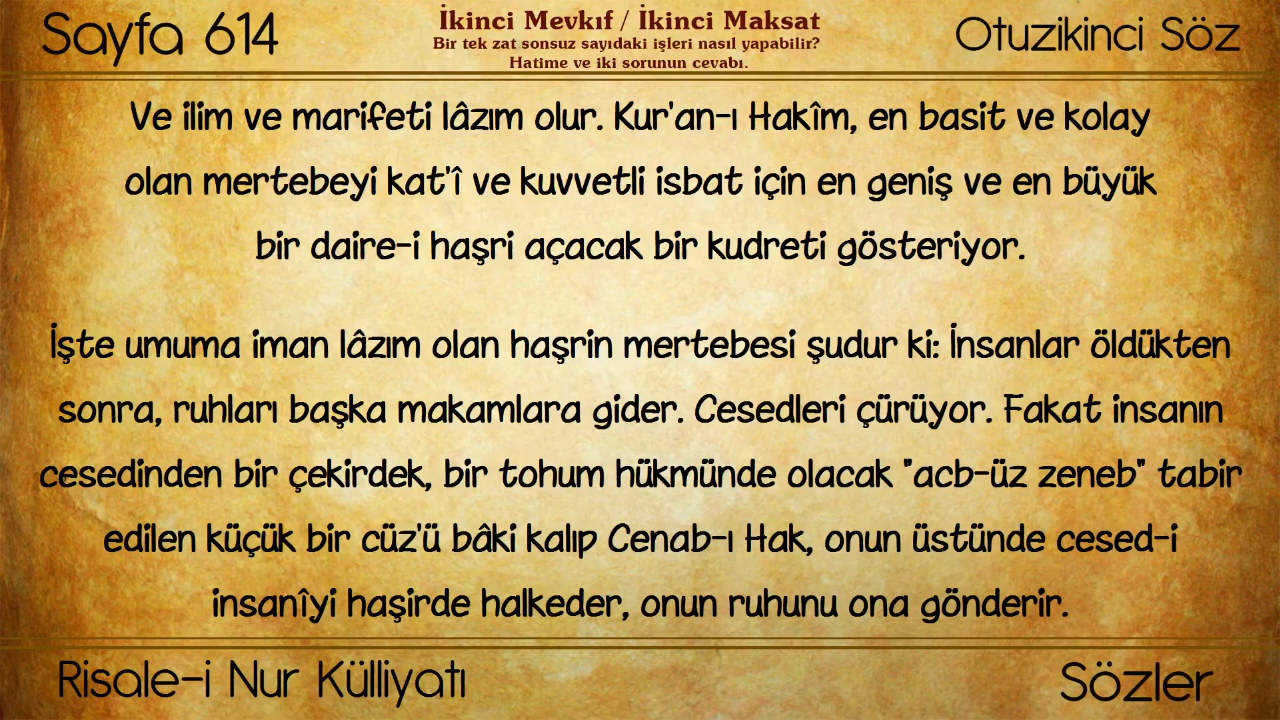 Sayfa 614
İkinci Mevkıf / İkinci Maksat
Bir tek zat sonsuz sayıdaki işleri nasıl yapabilir?
Hatime ve iki sorunun cevabı.
Otuzikinci Söz
Ve ilim ve marifeti lâzım olur. Kur'an-ı Hakîm, en basit ve kolay
olan mertebeyi kat'î ve kuvvetli isbat için en geniş ve en büyük
bir daire-i haşri açacak bir kudreti gösteriyor.
İşte umuma iman lâzım olan haşrin mertebesi şudur ki: İnsanlar öldükten
sonra, ruhları başka makamlara gider. Cesedleri çürüyor. Fakat insanın
cesedinden bir çekirdek, bir tohum hükmünde olacak "acb-üz zeneb" tabir
edilen küçük bir cüz'ü bâki kalıp Cenab-ı Hak, onun üstünde cesed-i
insanîyi haşirde halkeder, onun ruhunu ona gönderir.
Risale-i Nur Külliyatı
Sözler